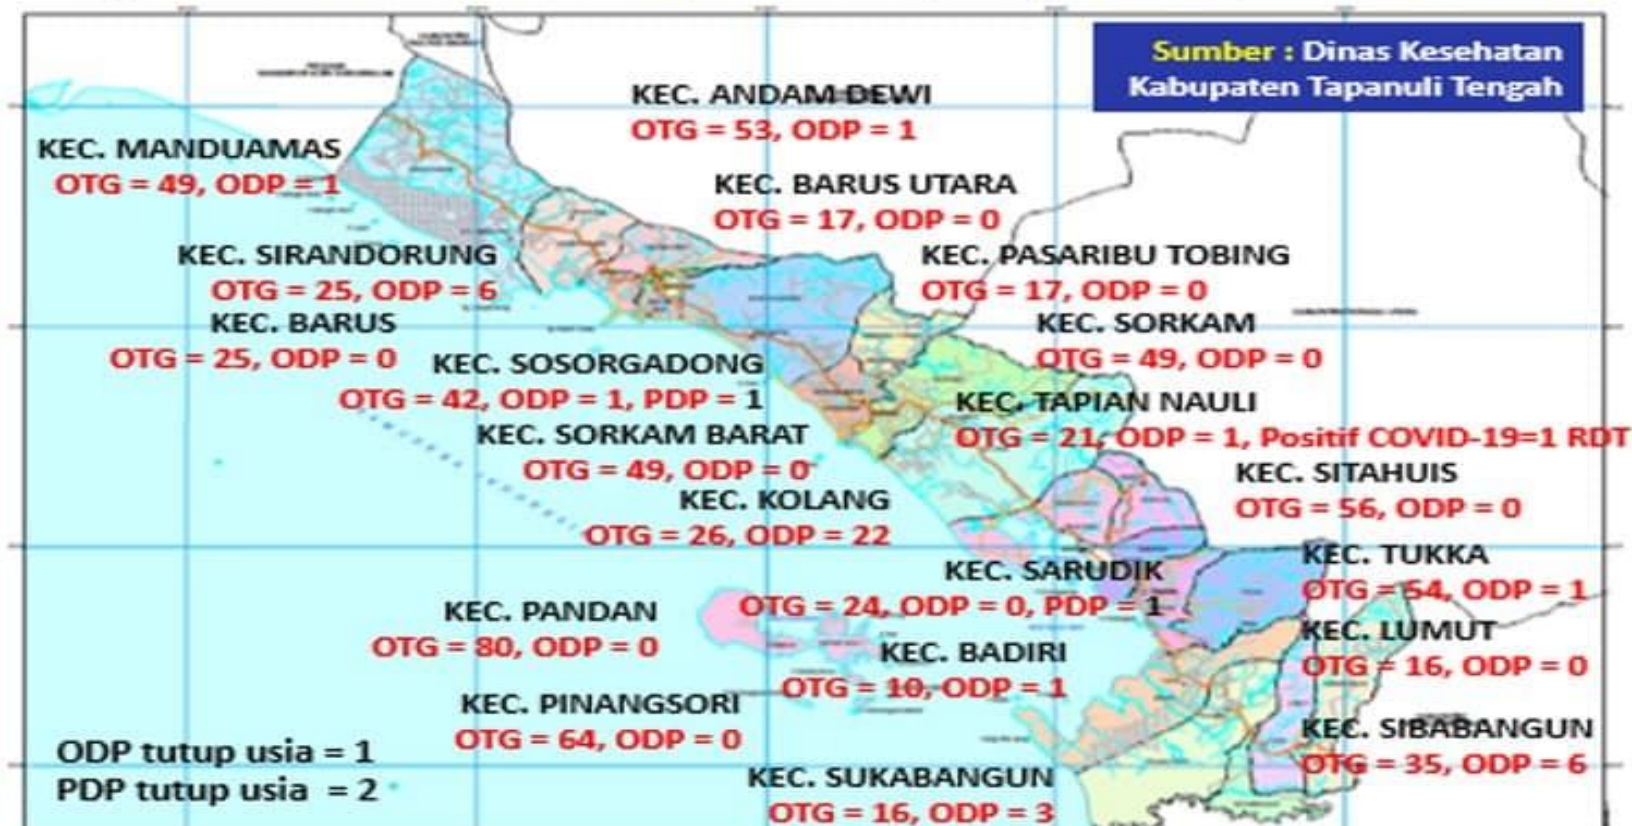 Sumber : Dinas Kesehatan
Kabupaten Tapanuli Tengah
KEC. ANDAM DEWI
OTG = 53, ODP = 1
KEC. MANDUAMAS
OTG = 49, ODP = 1
KEC. BARUS UTARA
OTG = 17, ODP = 0
KEC. SIRANDORUNG
OTG = 25, ODP = 6
KEC. PASARIBU TOBING
OTG = 17, ODP = 0
KEC. BARUS
OTG = 25, ODP = 0
KEC. SORKAM
OTG = 49, ODP = 0
KEC. SOSORGADONG
OTG = 42, ODP = 1, PDP = 1
KEC. TAPIAN NAULI
OTG = 21, ODP = 1, Positif COVID-19=1 RDT
KEC. SORKAM BARAT
OTG = 49, ODP = 0
KEC. SITAHUIS
OTG = 56, ODP = 0
KEC. KOLANG
OTG = 26, ODP = 22
KEC. TUKKA
OTG = 54, ODP = 1
KEC. SARUDIK
OTG = 24, ODP = 0, PDP = 1
KEC. PANDAN
OTG = 80, ODP = 0
KEC. LUMUT
OTG = 16, ODP = 0
KEC. BADIRI
OTG = 10, ODP = 1
KEC. PINANGSORI
OTG = 64, ODP = 0
KEC. SIBABANGUN
OTG = 35, ODP = 6
ODP tutup usia = 1
PDP tutup usia = 2
KEC. SUKABANGUN
OTG = 16, ODP = 3